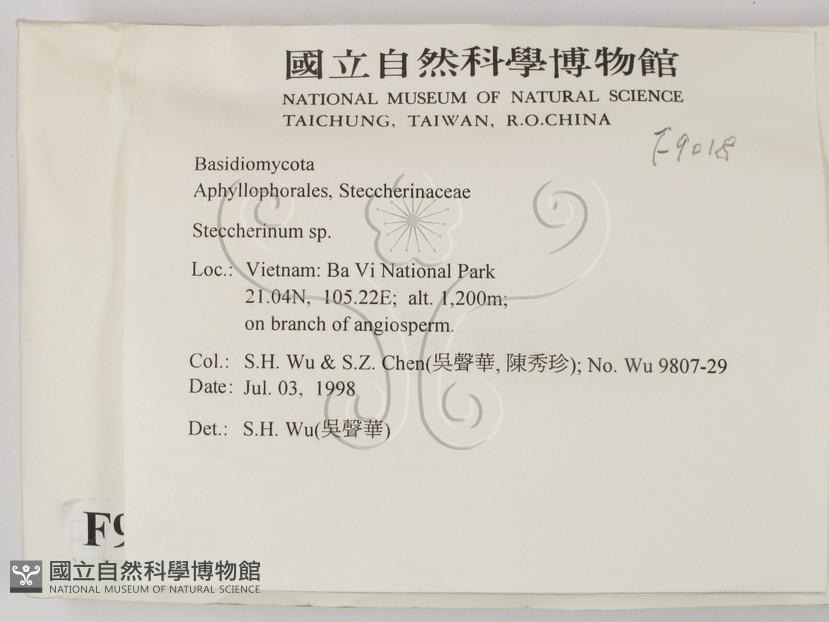 國立自然科學博物館
NATIONAL MUSEUM OF NATURAL SCIENCE
TAICHUNG, TAIWAN, R.O.CHINA
F-9018
Basidiomycota
Aphyllophorales, Steccherinaceae
Steccherinum sp.
Loc.: Vietnam: Ba Vi National Park
21.04N, 105.22E; alt. 1,200m;
on branch of angiosperm.
Col.: S.H. Wu & S.Z. Chen(吳聲華, 陳秀珍); No. Wu 9807-29
Date: Jul. 03, 1998
Det.: S.H. Wu(吳聲華)
F9
國立自然科學博物館
NATIONAL MUSEUM OF NATURAL SCIENCE